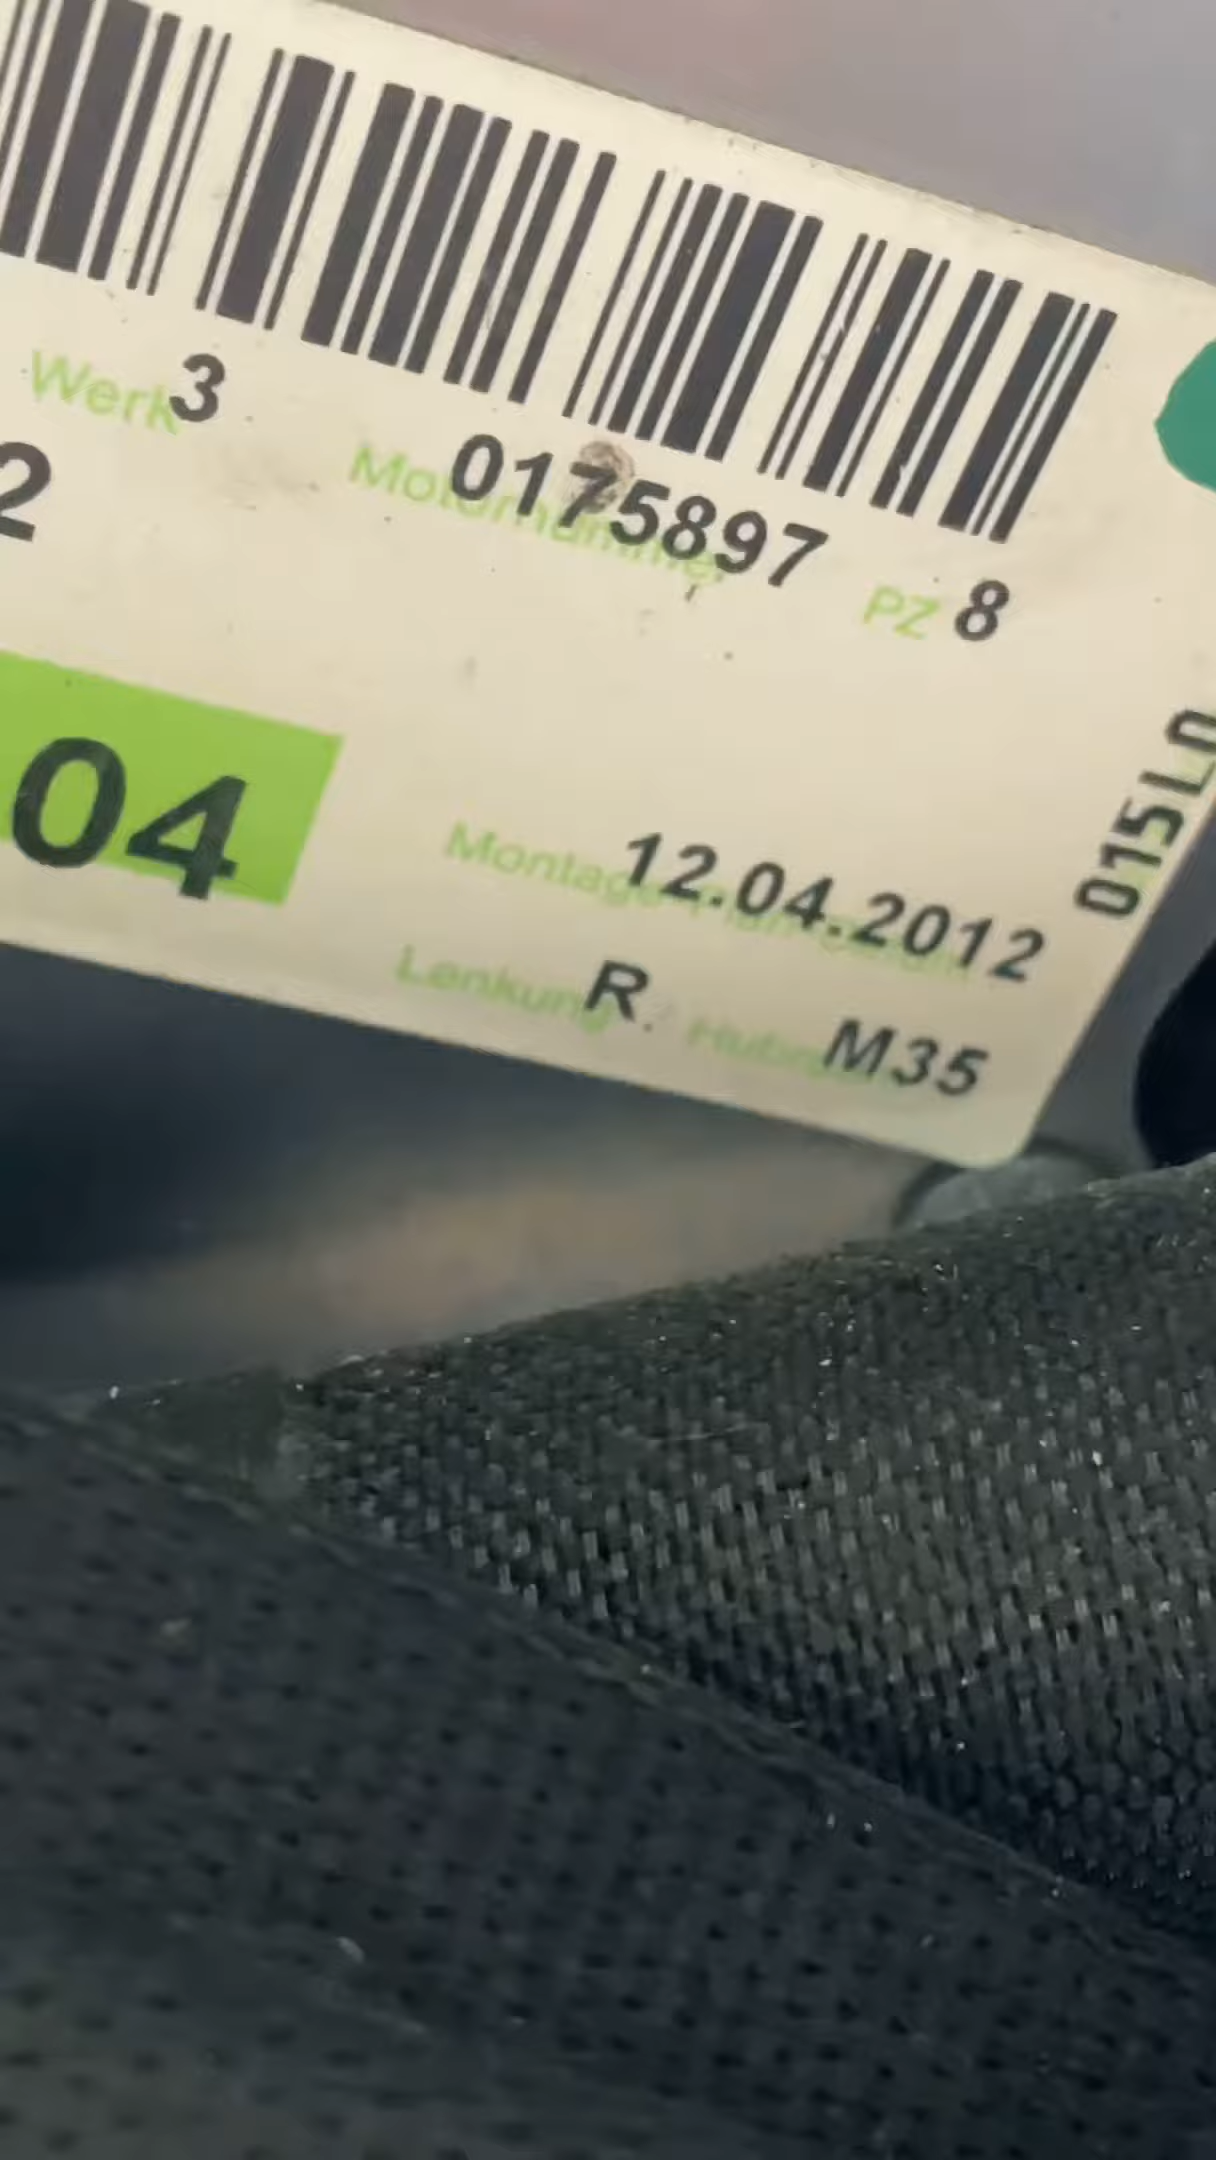 Werk 3
2
Motornummer 0175897
PZ 8
04
Montage 12.04.2012
Lenkung R. M35
015L0